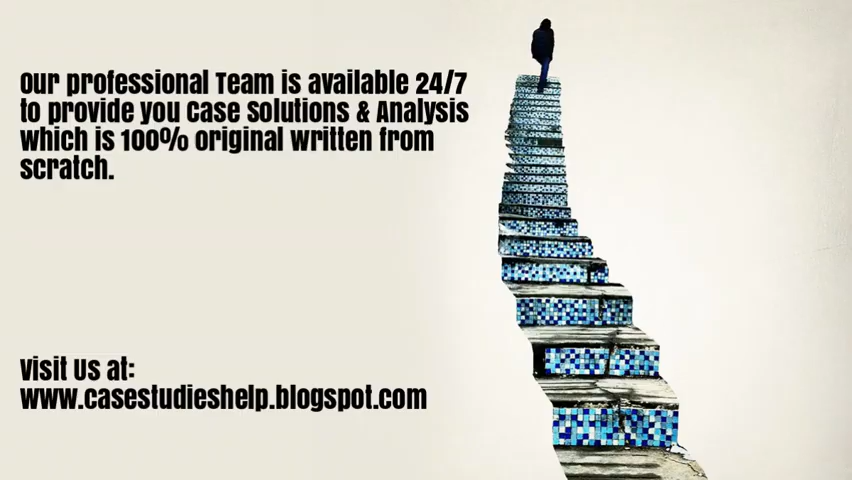 Our professional Team is available 24/7
to provide you Case Solutions & Analysis
which is 100% original written from
scratch.
Visit Us at:
www.casestudieshelp.blogspot.com